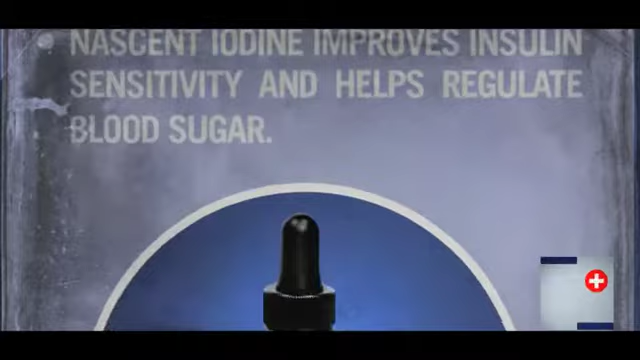 NASCENT IODINE IMPROVES INSULIN
SENSITIVITY AND HELPS REGULATE
BLOOD SUGAR.